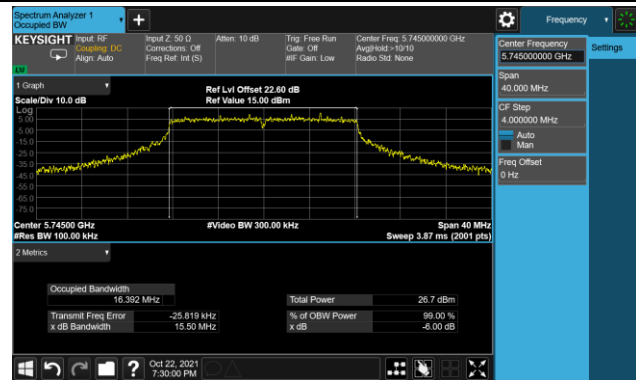 Spectrum Analyzer 1
Occupied BW
Frequency
KEYSIGHT
Input: RF
Coupling: DC
Align: Auto
Input Z: 50 Ω
Corrections: Off
Freq Ref: Int (S)
Atten: 10 dB
Trig: Free Run
Gate: Off
#IF Gain: Low
Center Freq: 5.745000000 GHz
Avg|Hold:>10/10
Radio Std: None
Center Frequency
5.745000000 GHz
Settings
Span
40.000 MHz
CF Step
4.000000 MHz
Auto
Man
Freq Offset
0 Hz
1 Graph
Ref Lvl Offset 22.60 dB
Scale/Div 10.0 dB
Ref Value 15.00 dBm
Log
5.00
-5.00
-15.0
-25.0
-35.0
-45.0
-55.0
-65.0
-75.0
Center 5.74500 GHz
#Video BW 300.00 kHz
Span 40 MHz
#Res BW 100.00 kHz
Sweep 3.87 ms (2001 pts)
2 Metrics
Occupied Bandwidth
16.392 MHz
Total Power
26.7 dBm
Transmit Freq Error
-25.819 kHz
% of OBW Power
99.00 %
x dB Bandwidth
15.50 MHz
x dB
-6.00 dB
Oct 22, 2021
7:30:00 PM